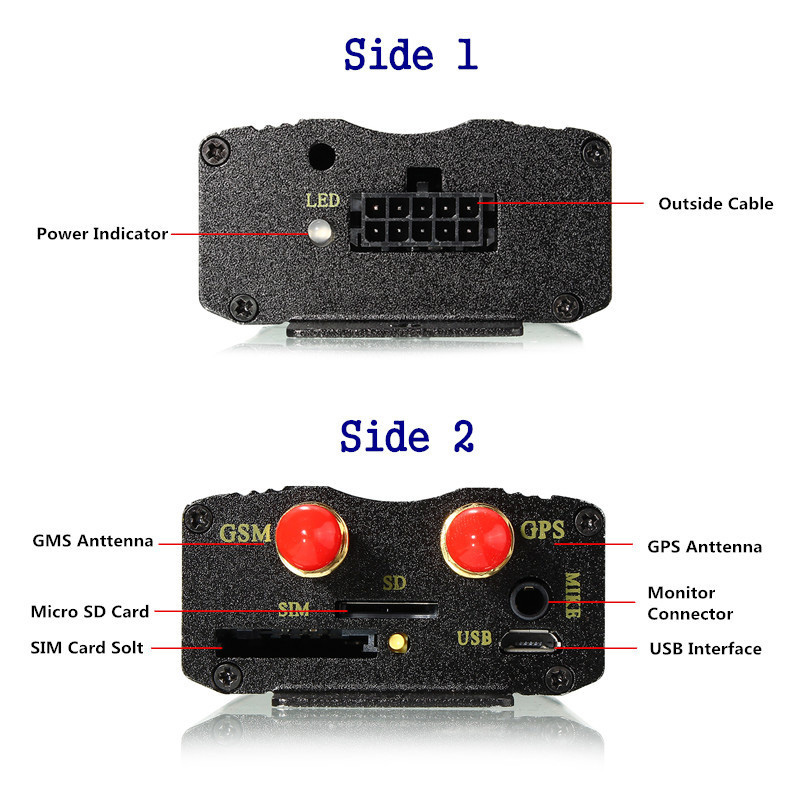 Side 1
LED
Power Indicator
Outside Cable
Side 2
GSM
GPS
GMS Anttenna
GPS Anttenna
SD
MIKE
Micro SD Card
SIM
Monitor
Connector
SIM Card Solt
USB
USB Interface